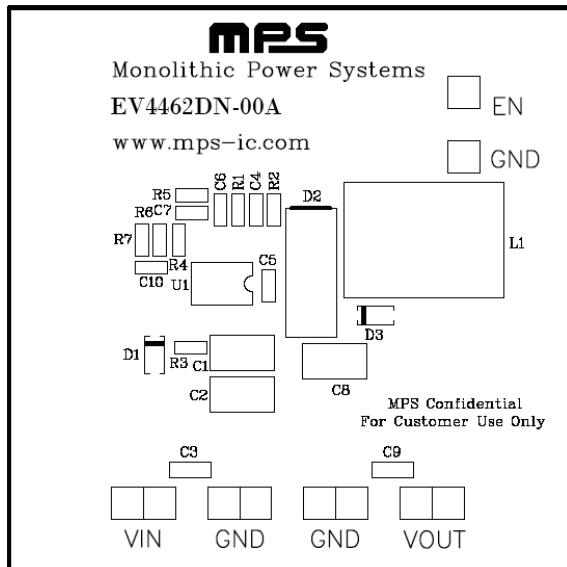 MPS
Monolithic Power Systems
EV4462DN-00A
www.mps-ic.com
EN
GND
R5
C6
R1
C4
R2
D2
R6
C7
R7
L1
R4
C10
U1
C5
D3
D1
R3
C1
C2
C8
MPS Confidential
For Customer Use Only
C3
C9
VIN
GND
GND
VOUT